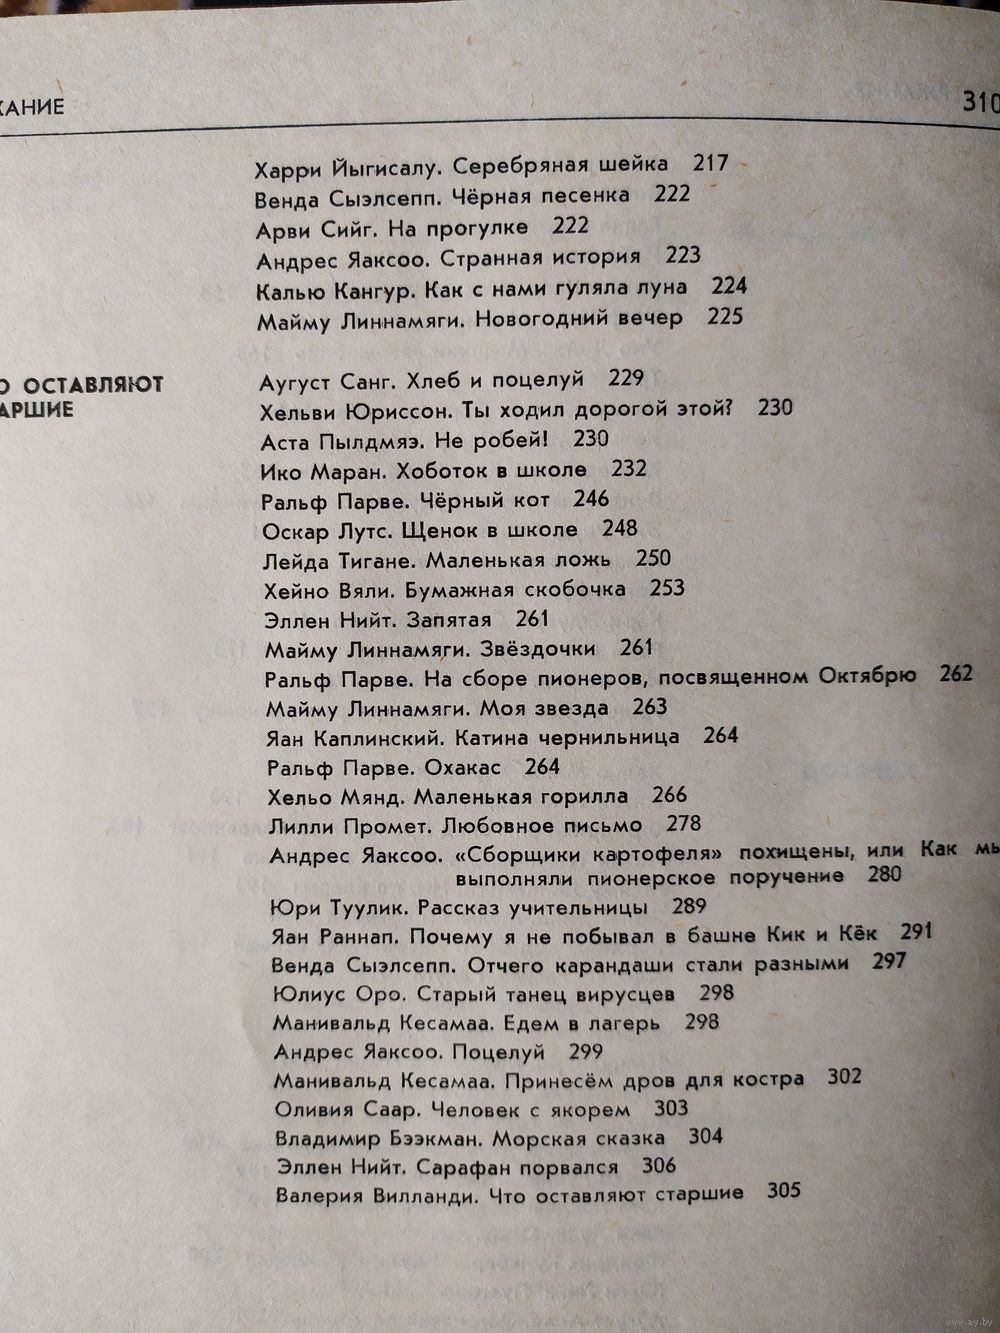 ЖАНИЕ 310
Харри Йыгисалу. Серебряная шейка 217
Венда Сыэлсепп. Чёрная песенка 222
Арви Сийг. На прогулке 222
Андрес Яаксоо. Странная история 223
Калью Кангур. Как с нами гуляла луна 224
Майму Линнамяги. Новогодний вечер 225
О ОСТАВЛЯЮТ
АРШИЕ
Аугуст Санг. Хлеб и поцелуй 229
Хельви Юриссон. Ты ходил дорогой этой? 230
Аста Пылдмяэ. Не робей! 230
Ико Маран. Хоботок в школе 232
Ральф Парве. Чёрный кот 246
Оскар Лутс. Щенок в школе 248
Лейда Тигане. Маленькая ложь 250
Хейно Вяли. Бумажная скобочка 253
Эллен Нийт. Запятая 261
Майму Линнамяги. Звёздочки 261
Ральф Парве. На сборе пионеров, посвященном Октябрю 262
Майму Линнамяги. Моя звезда 263
Яан Каплинский. Катина чернильница 264
Ральф Парве. Охакас 264
Хельо Мянд. Маленькая горилла 266
Лилли Промет. Любовное письмо 278
Андрес Яаксоо. «Сборщики картофеля» похищены, или Как мы
выполняли пионерское поручение 280
Юри Туулик. Рассказ учительницы 289
Яан Раннап. Почему я не побывал в башне Кик и Кёк 291
Венда Сыэлсепп. Отчего карандаши стали разными 297
Юлиус Оро. Старый танец вирусцев 298
Манивальд Кесамаа. Едем в лагерь 298
Андрес Яаксоо. Поцелуй 299
Манивальд Кесамаа. Принесём дров для костра 302
Оливия Саар. Человек с якорем 303
Владимир Бээкман. Морская сказка 304
Эллен Нийт. Сарафан порвался 306
Валерия Вилланди. Что оставляют старшие 305
www.ay.by